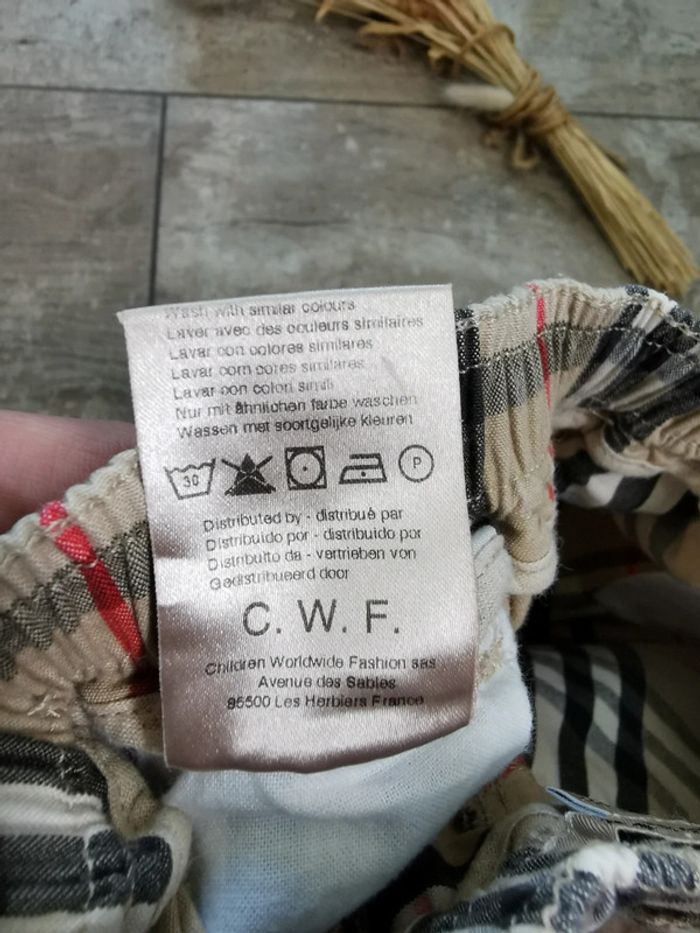 Wash with similar colours
Laver avec des couleurs similaires
Lavar con colores similares
Lavar com cores similares
Lavar con colori simili
Nur mit ähnlichen farbe waschen
Wassen met soortgelijke kleuren
30 P
Distributed by - distribué par
Distribuido por - distribuido por
Distribuito da - vertrieben von
Gedistribueerd door
C. W. F.
Children Worldwide Fashion sas
Avenue des Sables
85500 Les Herbiers France